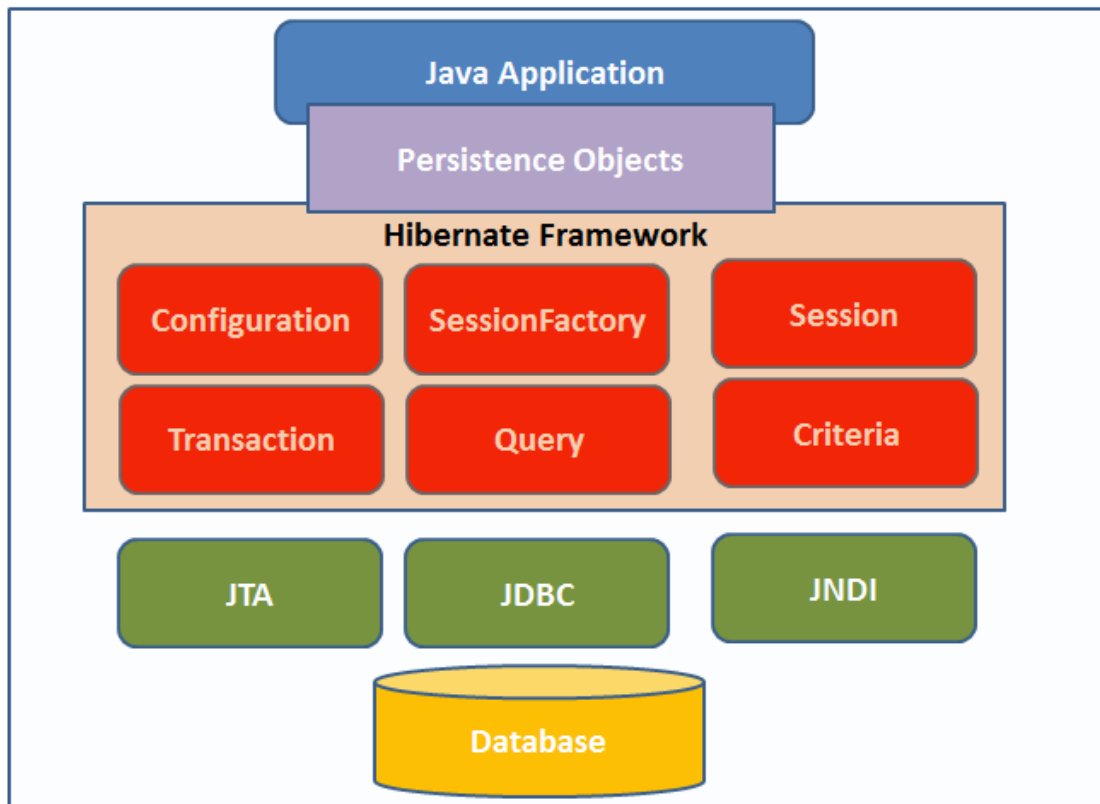 Java Application
Persistence Objects
Hibernate Framework
Configuration
SessionFactory
Session
Transaction
Query
Criteria
JTA
JDBC
JNDI
Database